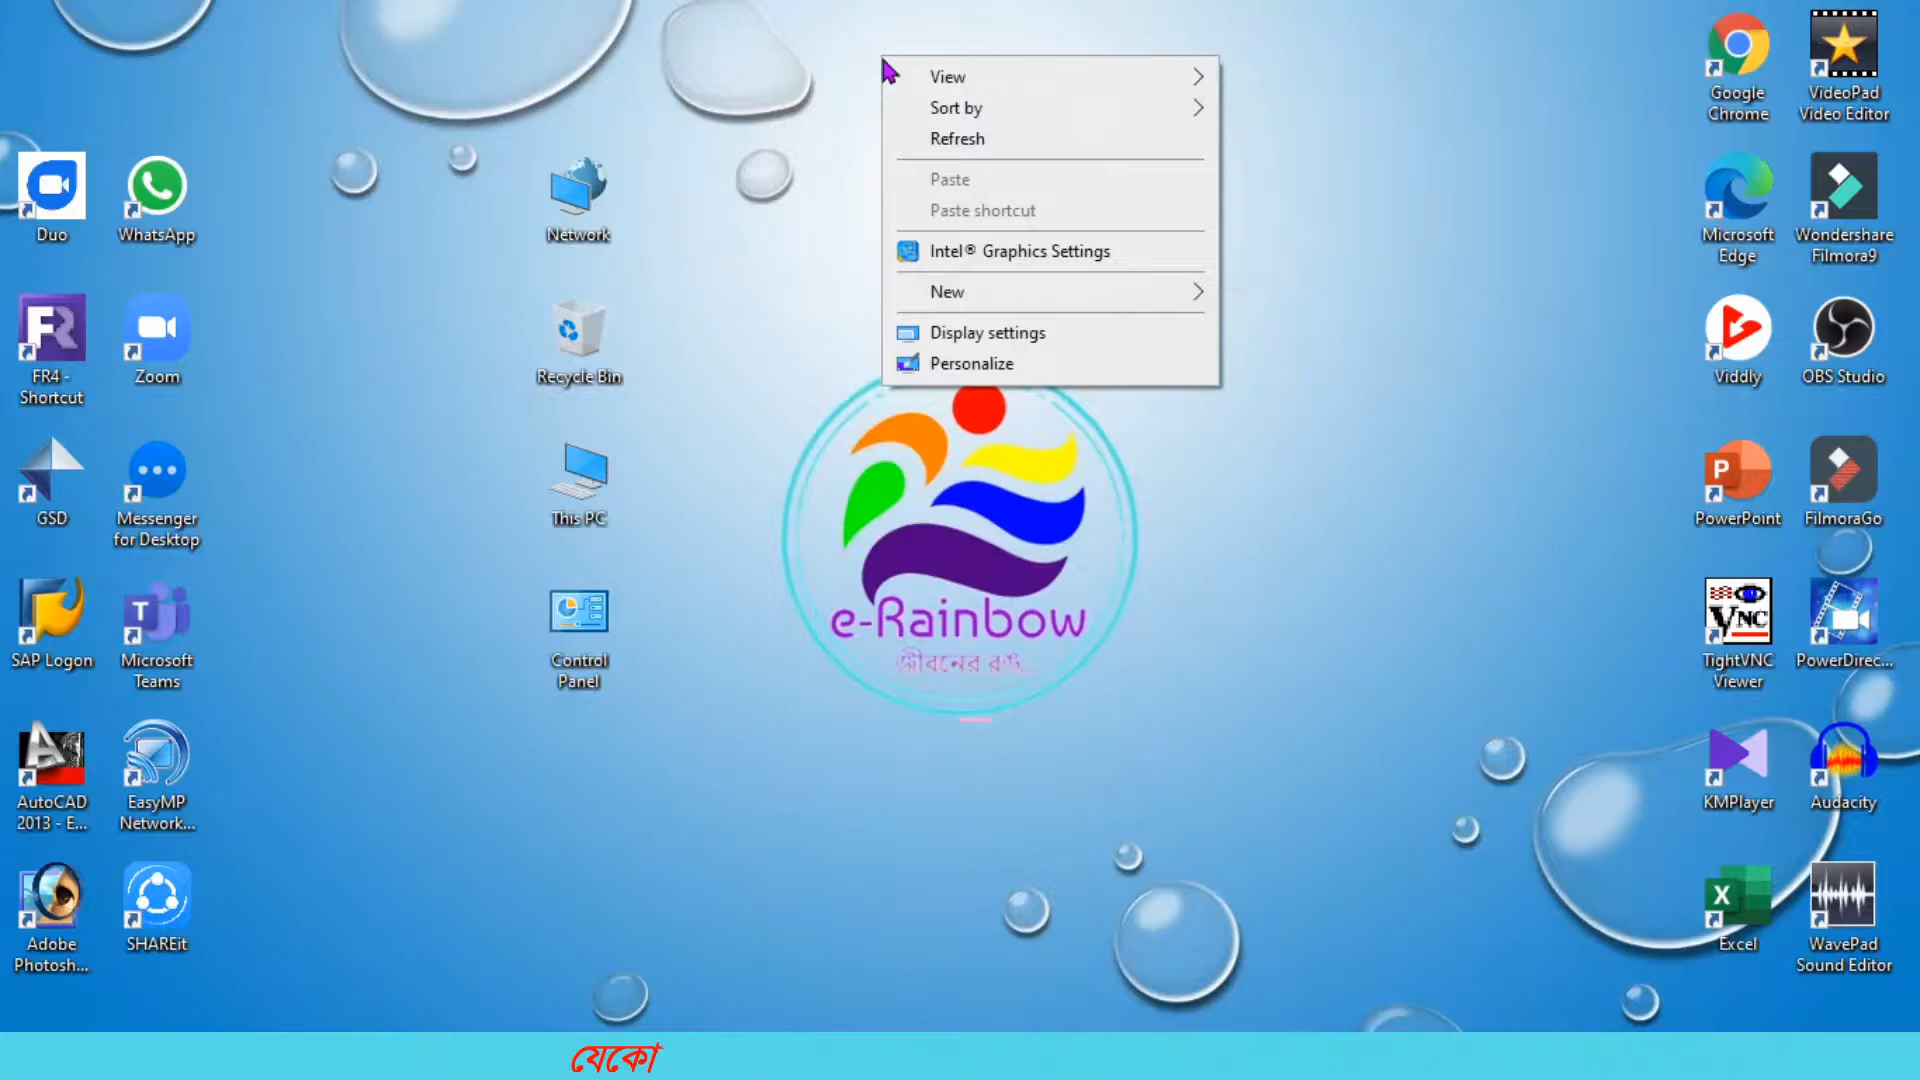 Duo
WhatsApp
FR4 -
Shortcut
Zoom
GSD
Messenger
for Desktop
SAP Logon
Microsoft
Teams
AutoCAD
2013 - E...
EasyMP
Network...
Adobe
Photosh...
SHAREit
Network
Recycle Bin
This PC
Control
Panel
View
Sort by
Refresh
Paste
Paste shortcut
Intel® Graphics Settings
New
Display settings
Personalize
e-Rainbow
জীবনের রঙ...
Google
Chrome
VideoPad
Video Editor
Microsoft
Edge
Wondershare
Filmora9
Viddly
OBS Studio
PowerPoint
FilmoraGo
VNC
TightVNC
Viewer
PowerDirec...
KMPlayer
Audacity
Excel
WavePad
Sound Editor
যেকো